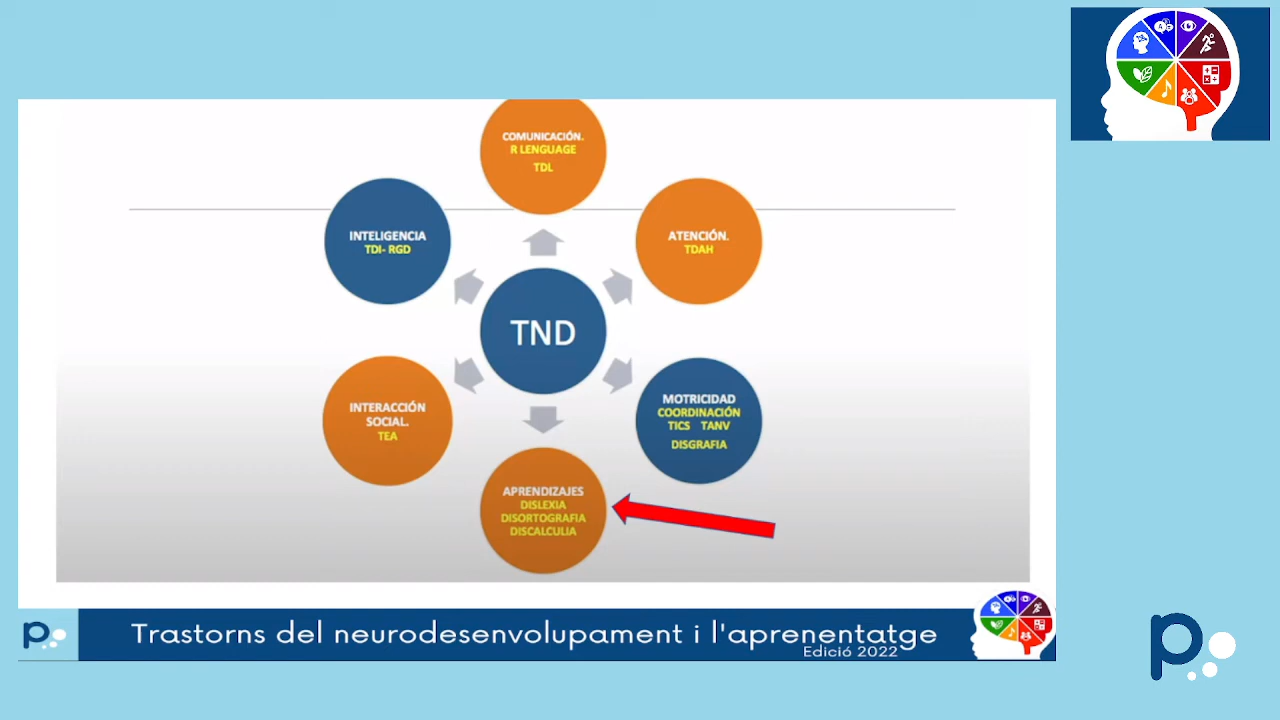 COMUNICACIÓN.
R LENGUAGE
TDL
INTELIGENCIA
TDI- RGD
ATENCIÓN.
TDAH
TND
INTERACCIÓN
SOCIAL.
TEA
MOTRICIDAD
COORDINACIÓN
TICS TANV
DISGRAFIA
APRENDIZAJES
DISLEXIA
DISORTOGRAFIA
DISCALCULIA
p
Trastorns del neurodesenvolupament i l'aprenentatge
Edició 2022
p